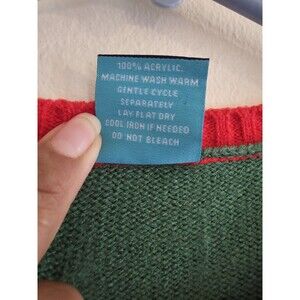 100% ACRYLIC.
MACHINE WASH WARM
GENTLE CYCLE
SEPARATELY
LAY FLAT DRY
COOL IRON IF NEEDED
DO NOT BLEACH